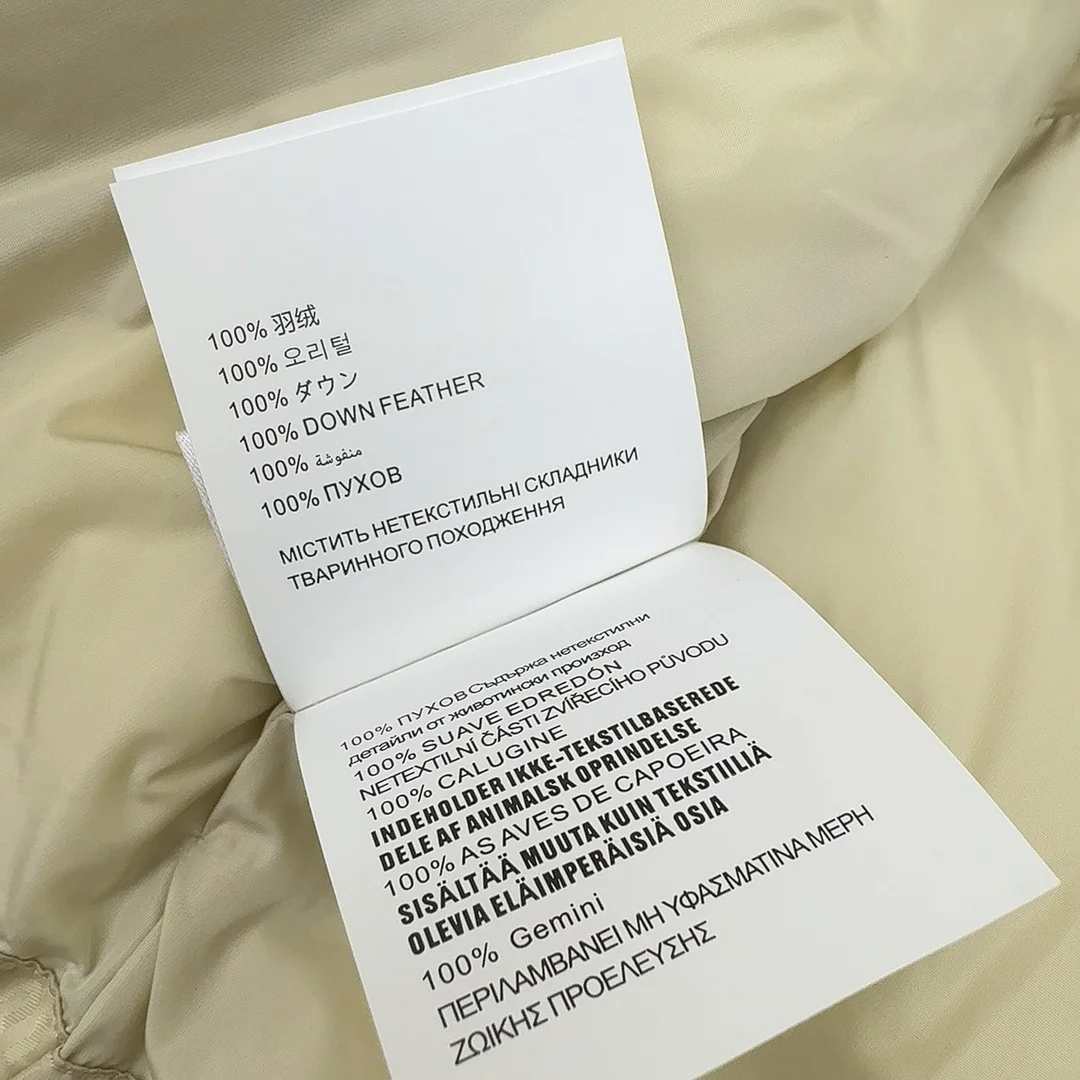 100% 羽绒
100% 오리털
100% ダウン
100% DOWN FEATHER
100% منفوشة
100% ПУХОВ
МІСТИТЬ НЕТЕКСТИЛЬНІ СКЛАДНИКИ
ТВАРИННОГО ПОХОДЖЕННЯ
100% ПУХОВ Съдържа нетекстилни
детайли от животински произход
100% SUAVE EDREDÓN
NETEXTILNÍ ČÁSTI ZVÍŘECÍHO PŮVODU
100% CALUGINE
INDEHOLDER IKKE-TEKSTILBASEREDE
DELE AF ANIMALSK OPRINDELSE
100% AS AVES DE CAPOEIRA
SISÄLTÄÄ MUUTA KUIN TEKSTIILIÄ
OLEVIA ELÄIMPERÄISIÄ OSIA
100% Gemini
ΠΕΡΙΛΑΜΒΑΝΕΙ ΜΗ ΥΦΑΣΜΑΤΙΝΑ ΜΕΡΗ
ΖΩΙΚΗΣ ΠΡΟΕΛΕΥΣΗΣ